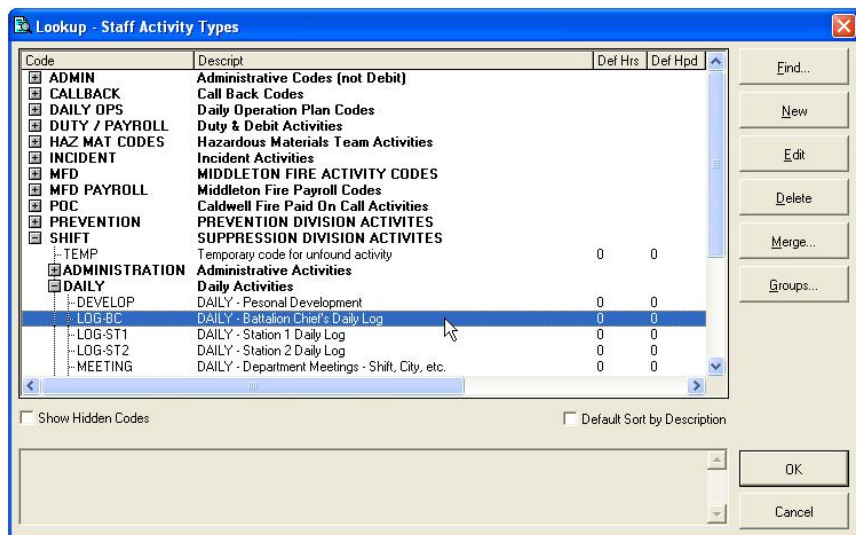 Lookup - Staff Activity Types
Code Descript Def Hrs Def Hpd
ADMIN Administrative Codes (not Debit)
CALLBACK Call Back Codes
DAILY OPS Daily Operation Plan Codes
DUTY / PAYROLL Duty & Debit Activities
HAZ MAT CODES Hazardous Materials Team Activities
INCIDENT Incident Activities
MFD MIDDLETON FIRE ACTIVITY CODES
MFD PAYROLL Middleton Fire Payroll Codes
POC Caldwell Fire Paid On Call Activities
PREVENTION PREVENTION DIVISION ACTIVITES
SHIFT SUPPRESSION DIVISION ACTIVITES
TEMP Temporary code for unfound activity 0 0
ADMINISTRATION Administrative Activities
DAILY Daily Activities
DEVELOP DAILY - Pesonal Development 0 0
LOG-BC DAILY - Battalion Chief's Daily Log 0 0
LOG-ST1 DAILY - Station 1 Daily Log 0 0
LOG-ST2 DAILY - Station 2 Daily Log 0 0
MEETING DAILY - Department Meetings - Shift, City, etc. 0 0
Find...
New
Edit
Delete
Merge...
Groups...
Show Hidden Codes
Default Sort by Description
OK
Cancel